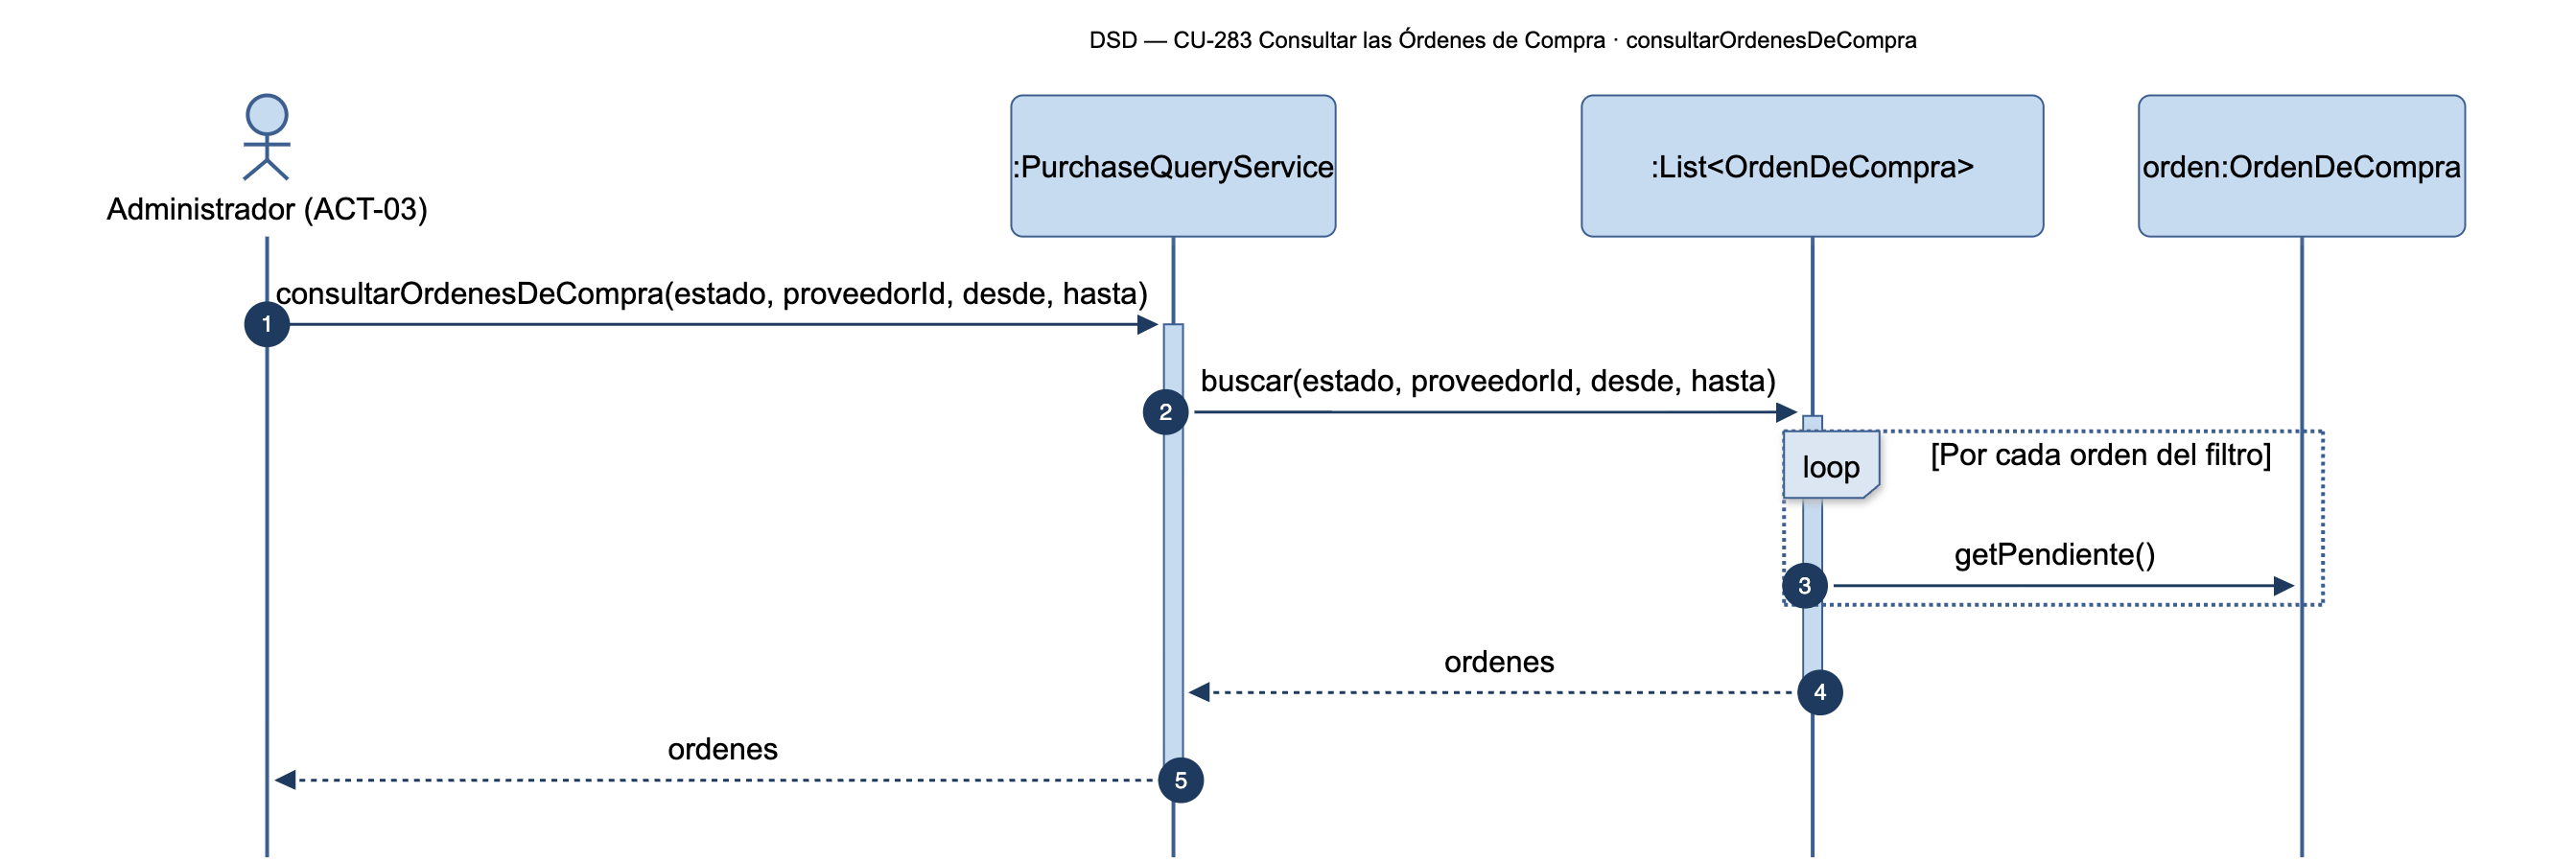 DSD — CU-283 Consultar las Órdenes de Compra · consultarOrdenesDeCompra
Administrador (ACT-03)
:PurchaseQueryService
:List<OrdenDeCompra>
orden:OrdenDeCompra
consultarOrdenesDeCompra(estado, proveedorId, desde, hasta)
1
buscar(estado, proveedorId, desde, hasta)
2
loop
[Por cada orden del filtro]
getPendiente()
3
ordenes
4
ordenes
5